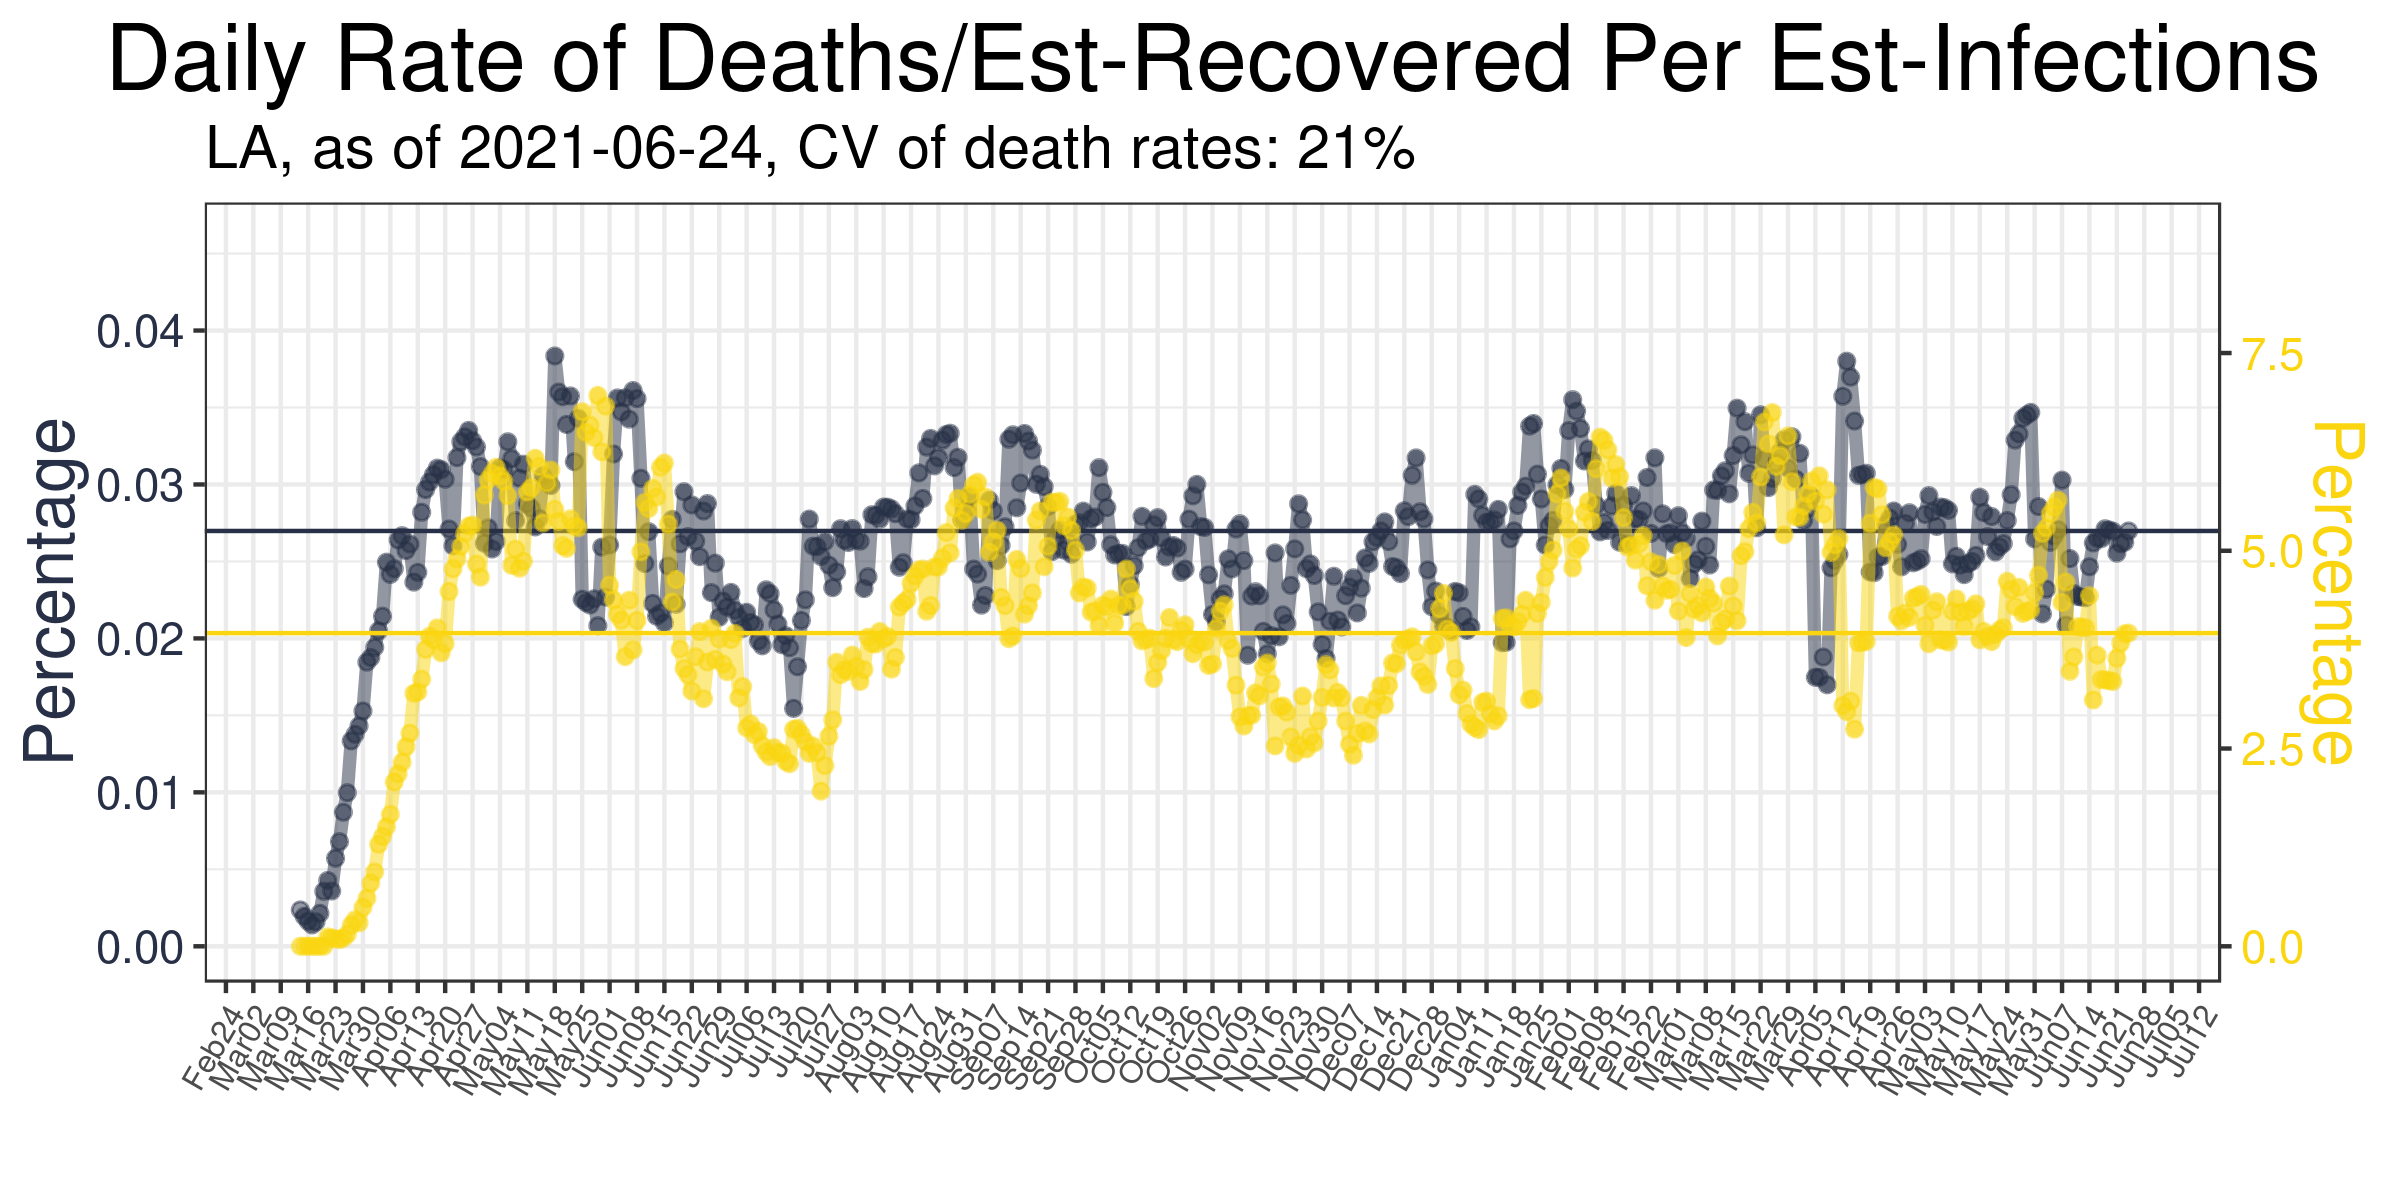 Daily Rate of Deaths/Est-Recovered Per Est-Infections
LA, as of 2021-06-24, CV of death rates: 21%
Percentage
0.04
0.03
0.02
0.01
0.00
7.5
5.0
2.5
0.0
Percentage
Feb24
Mar02
Mar09
Mar16
Mar23
Mar30
Apr06
Apr13
Apr20
Apr27
May04
May11
May18
May25
Jun01
Jun08
Jun15
Jun22
Jun29
Jul06
Jul13
Jul20
Jul27
Aug03
Aug10
Aug17
Aug24
Aug31
Sep07
Sep14
Sep21
Sep28
Oct05
Oct12
Oct19
Oct26
Nov02
Nov09
Nov16
Nov23
Nov30
Dec07
Dec14
Dec21
Dec28
Jan04
Jan11
Jan18
Jan25
Feb01
Feb08
Feb15
Feb22
Mar01
Mar08
Mar15
Mar22
Mar29
Apr05
Apr12
Apr19
Apr26
May03
May10
May17
May24
May31
Jun07
Jun14
Jun21
Jun28
Jul05
Jul12